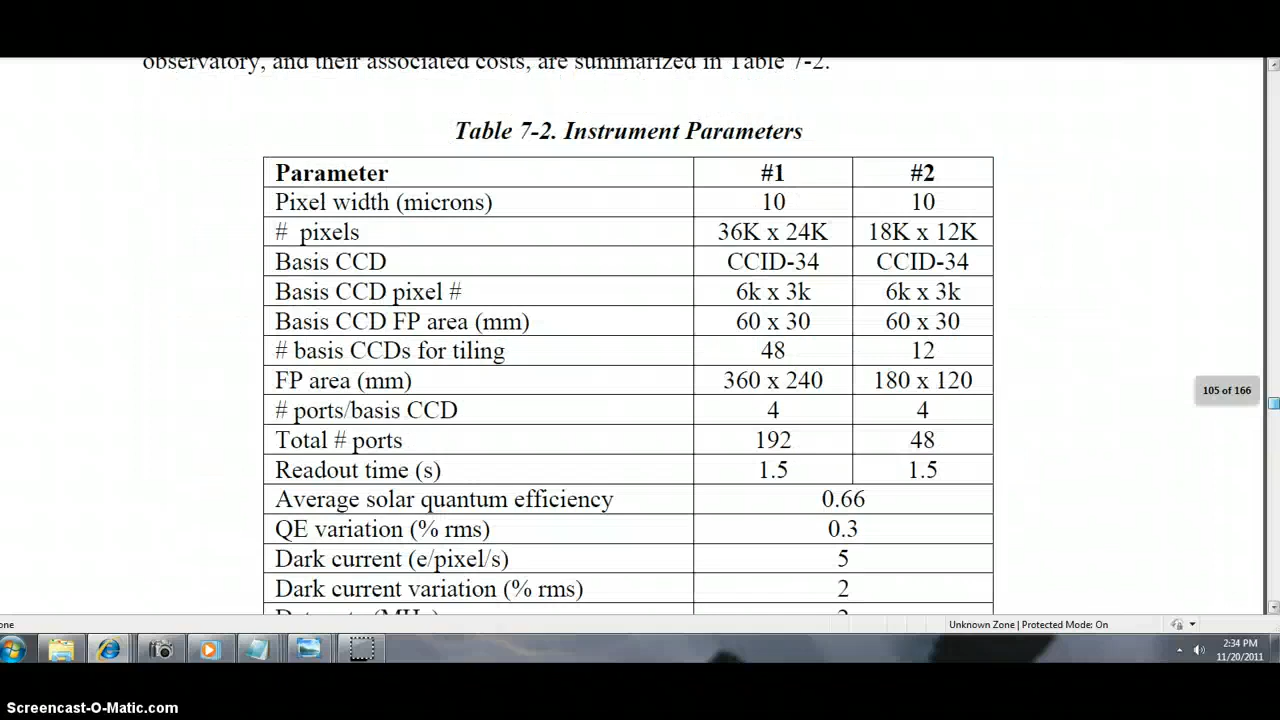 observatory, and their associated costs, are summarized in Table 7-2.
Table 7-2. Instrument Parameters
Parameter #1 #2
Pixel width (microns) 10 10
# pixels 36K x 24K 18K x 12K
Basis CCD CCID-34 CCID-34
Basis CCD pixel # 6k x 3k 6k x 3k
Basis CCD FP area (mm) 60 x 30 60 x 30
# basis CCDs for tiling 48 12
FP area (mm) 360 x 240 180 x 120
# ports/basis CCD 4 4
Total # ports 192 48
Readout time (s) 1.5 1.5
Average solar quantum efficiency 0.66
QE variation (% rms) 0.3
Dark current (e/pixel/s) 5
Dark current variation (% rms) 2
105 of 166
one
Unknown Zone | Protected Mode: On
2:34 PM
11/20/2011
Screencast-O-Matic.com